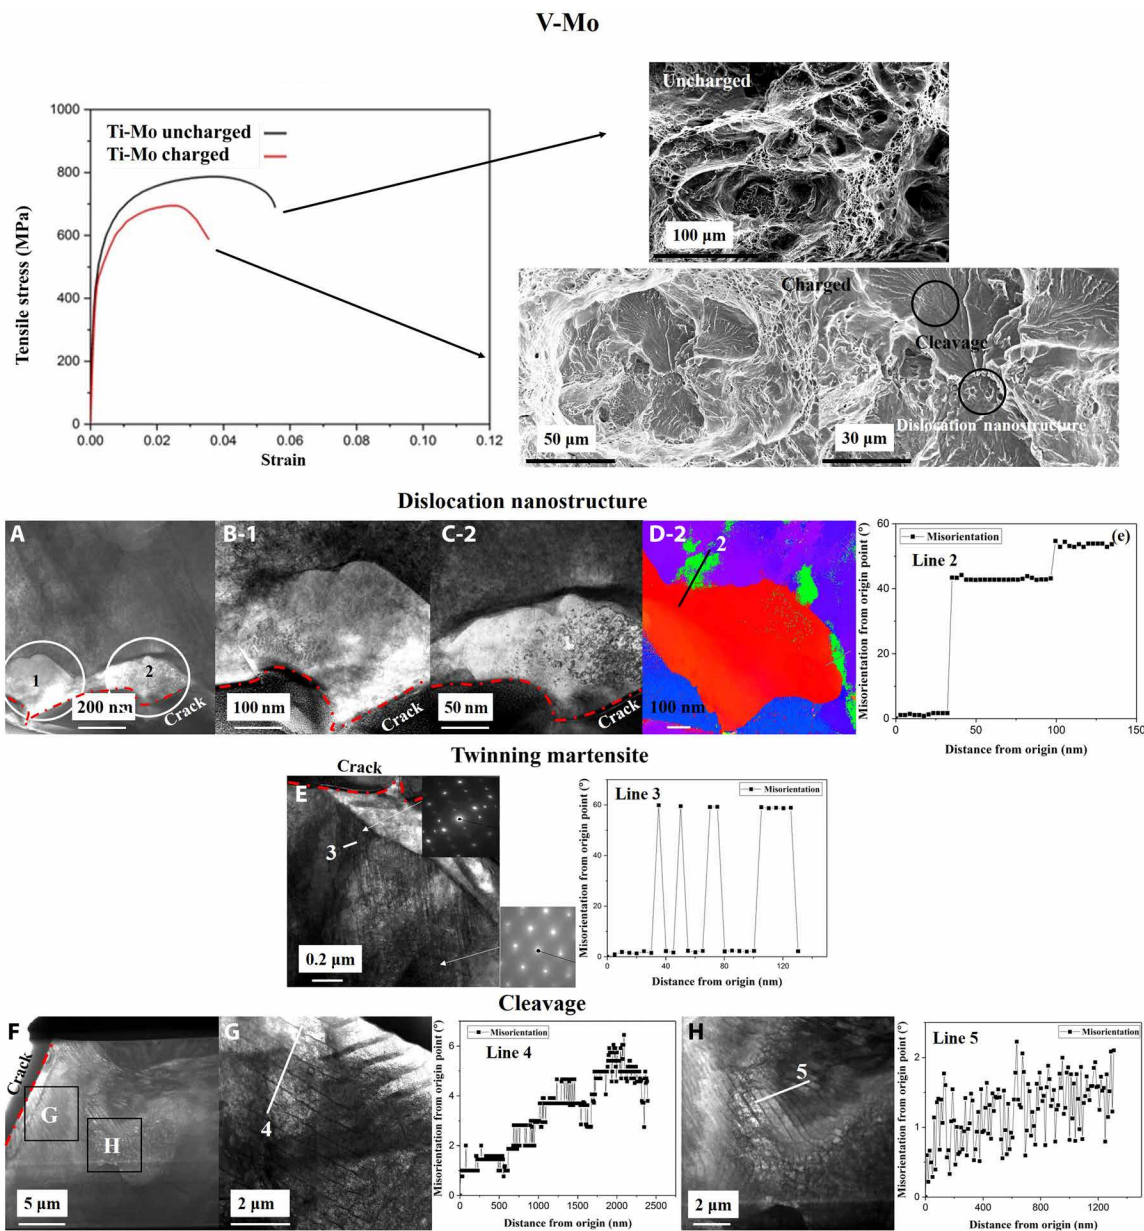 V-Mo
1000
800
600
400
200
0
Tensile stress (MPa)
Ti-Mo uncharged
Ti-Mo charged
0.00 0.02 0.04 0.06 0.08 0.10 0.12
Strain
Uncharged
100 μm
Charged
Cleavage
Dislocation nanostructure
50 μm
30 μm
Dislocation nanostructure
A
1
2
200 nm
Crack
B-1
100 nm
Crack
C-2
50 nm
Crack
D-2
2
100 nm
(e)
Misorientation
Line 2
Misorientation from origin point (°)
60
40
20
0
0 50 100 150
Distance from origin (nm)
Twinning martensite
Crack
E
3
0.2 μm
Line 3
Misorientation
Misorientation from origin point (°)
60
40
20
0
0 40 80 120
Distance from origin (nm)
Cleavage
F
Crack
G
H
5 μm
G
4
2 μm
Misorientation
Line 4
Misorientation from origin point (°)
6
4
2
0
0 500 1000 1500 2000 2500
Distance from origin (nm)
H
5
2 μm
Line 5
Misorientation
Misorientation from origin point (°)
2
1
0
0 400 800 1200
Distance from origin (nm)